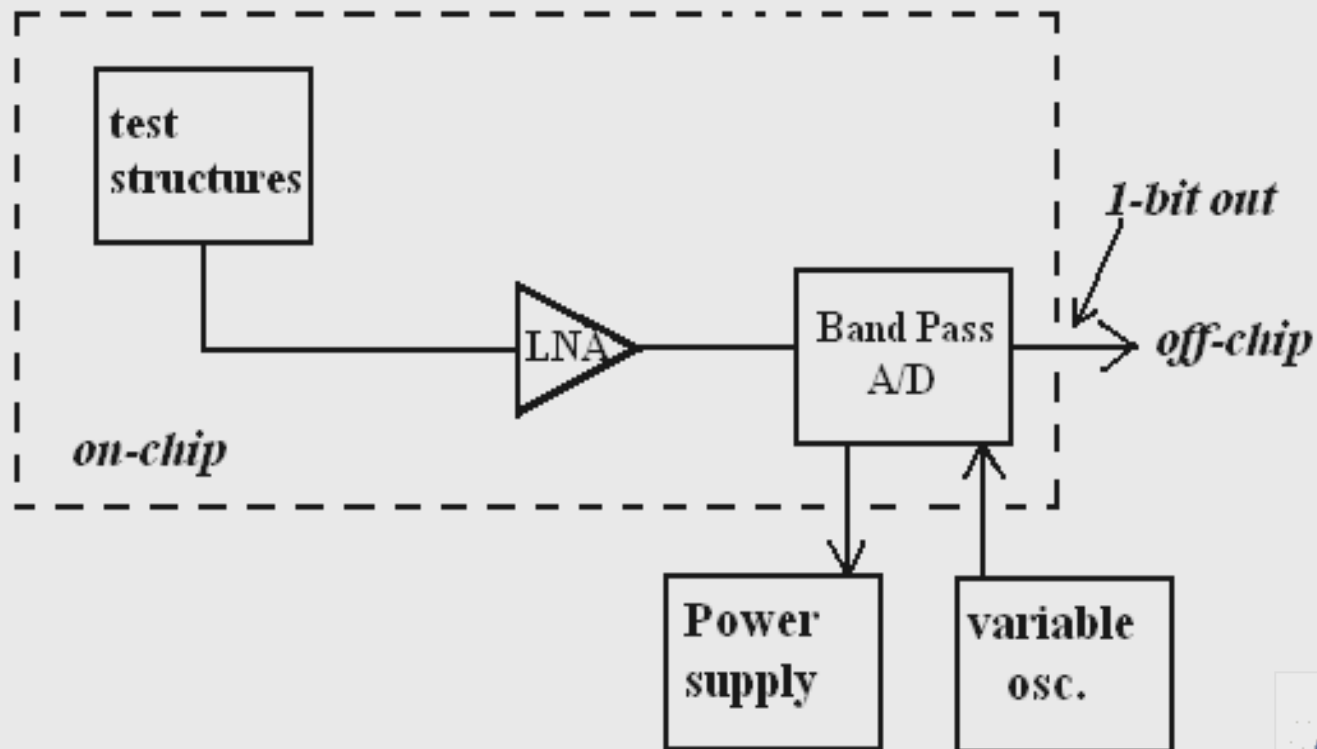 test
structures
1-bit out
LNA
Band Pass
A/D
off-chip
on-chip
Power
supply
variable
osc.